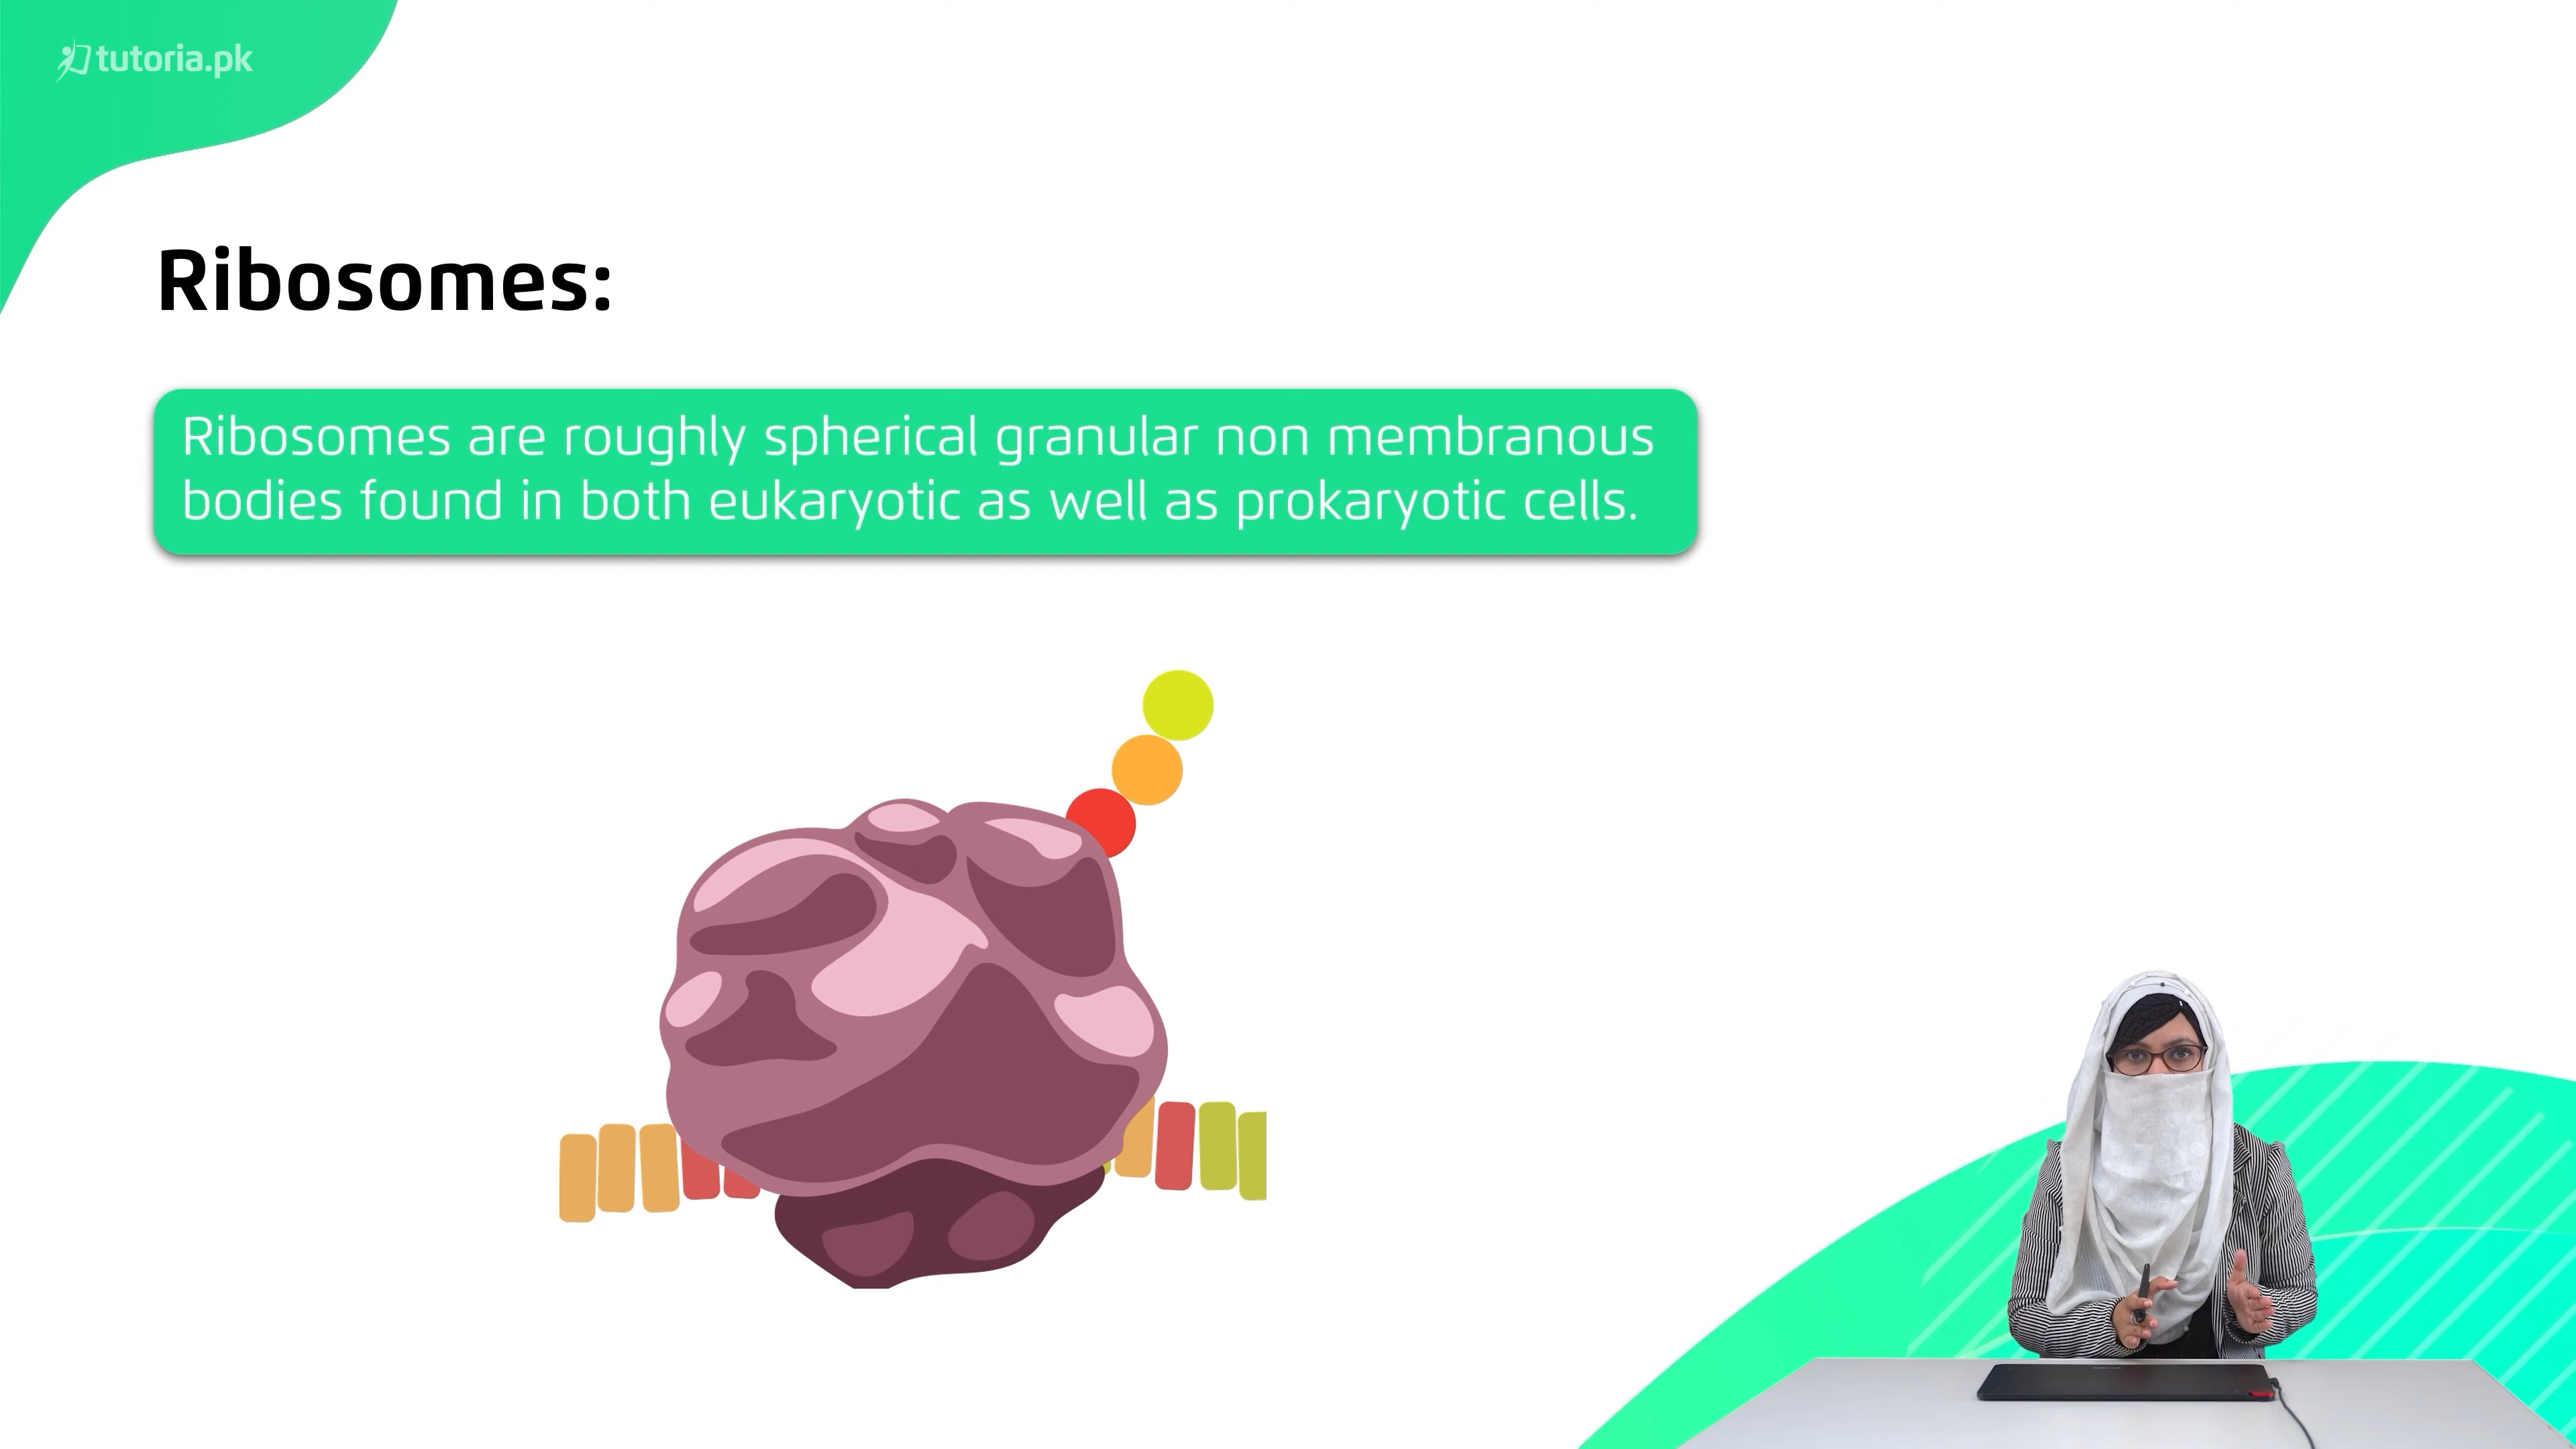 tutoria.pk
Ribosomes:
Ribosomes are roughly spherical granular non membranous
bodies found in both eukaryotic as well as prokaryotic cells.